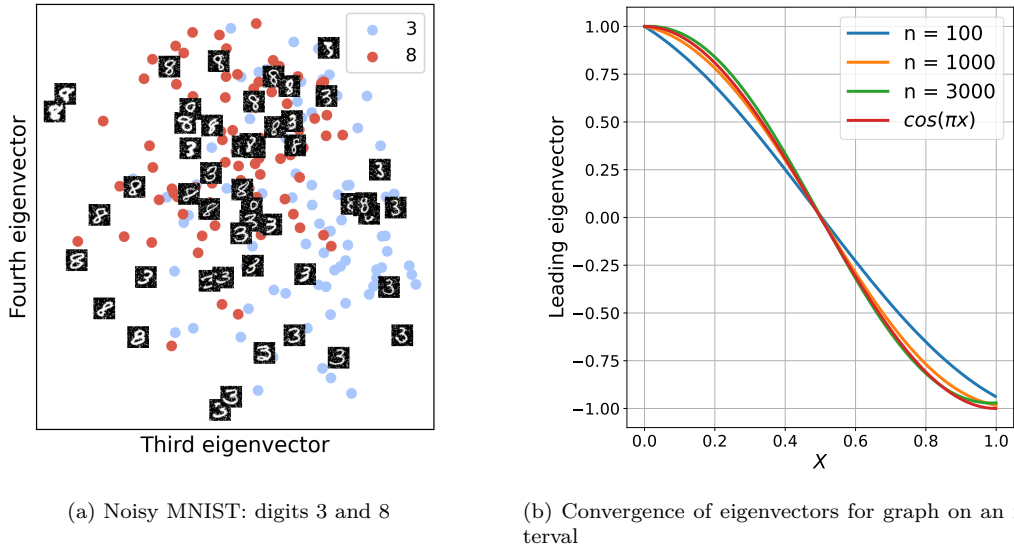 3
8
Fourth eigenvector
Third eigenvector
(a) Noisy MNIST: digits 3 and 8
n = 100
n = 1000
n = 3000
cos(πx)
1.00
0.75
0.50
0.25
0.00
−0.25
−0.50
−0.75
−1.00
Leading eigenvector
0.0 0.2 0.4 0.6 0.8 1.0
X
(b) Convergence of eigenvectors for graph on an
terval